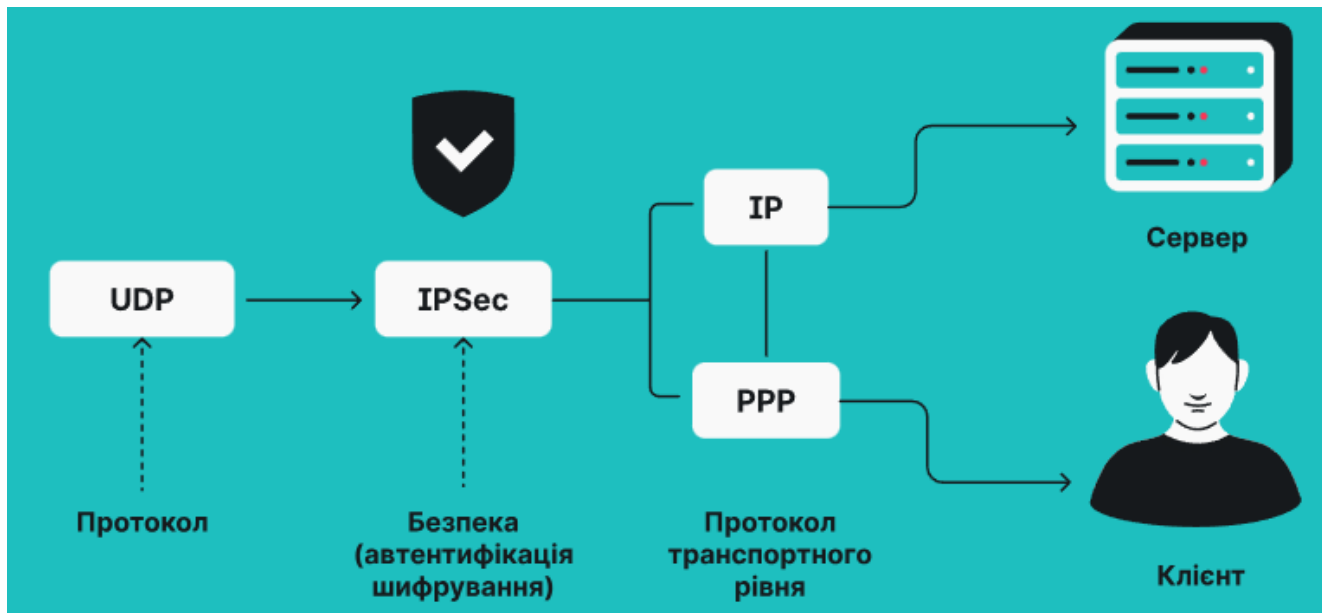 UDP
IPSec
IP
PPP
Сервер
Клієнт
Протокол
Безпека
(автентифікація
шифрування)
Протокол
транспортного
рівня